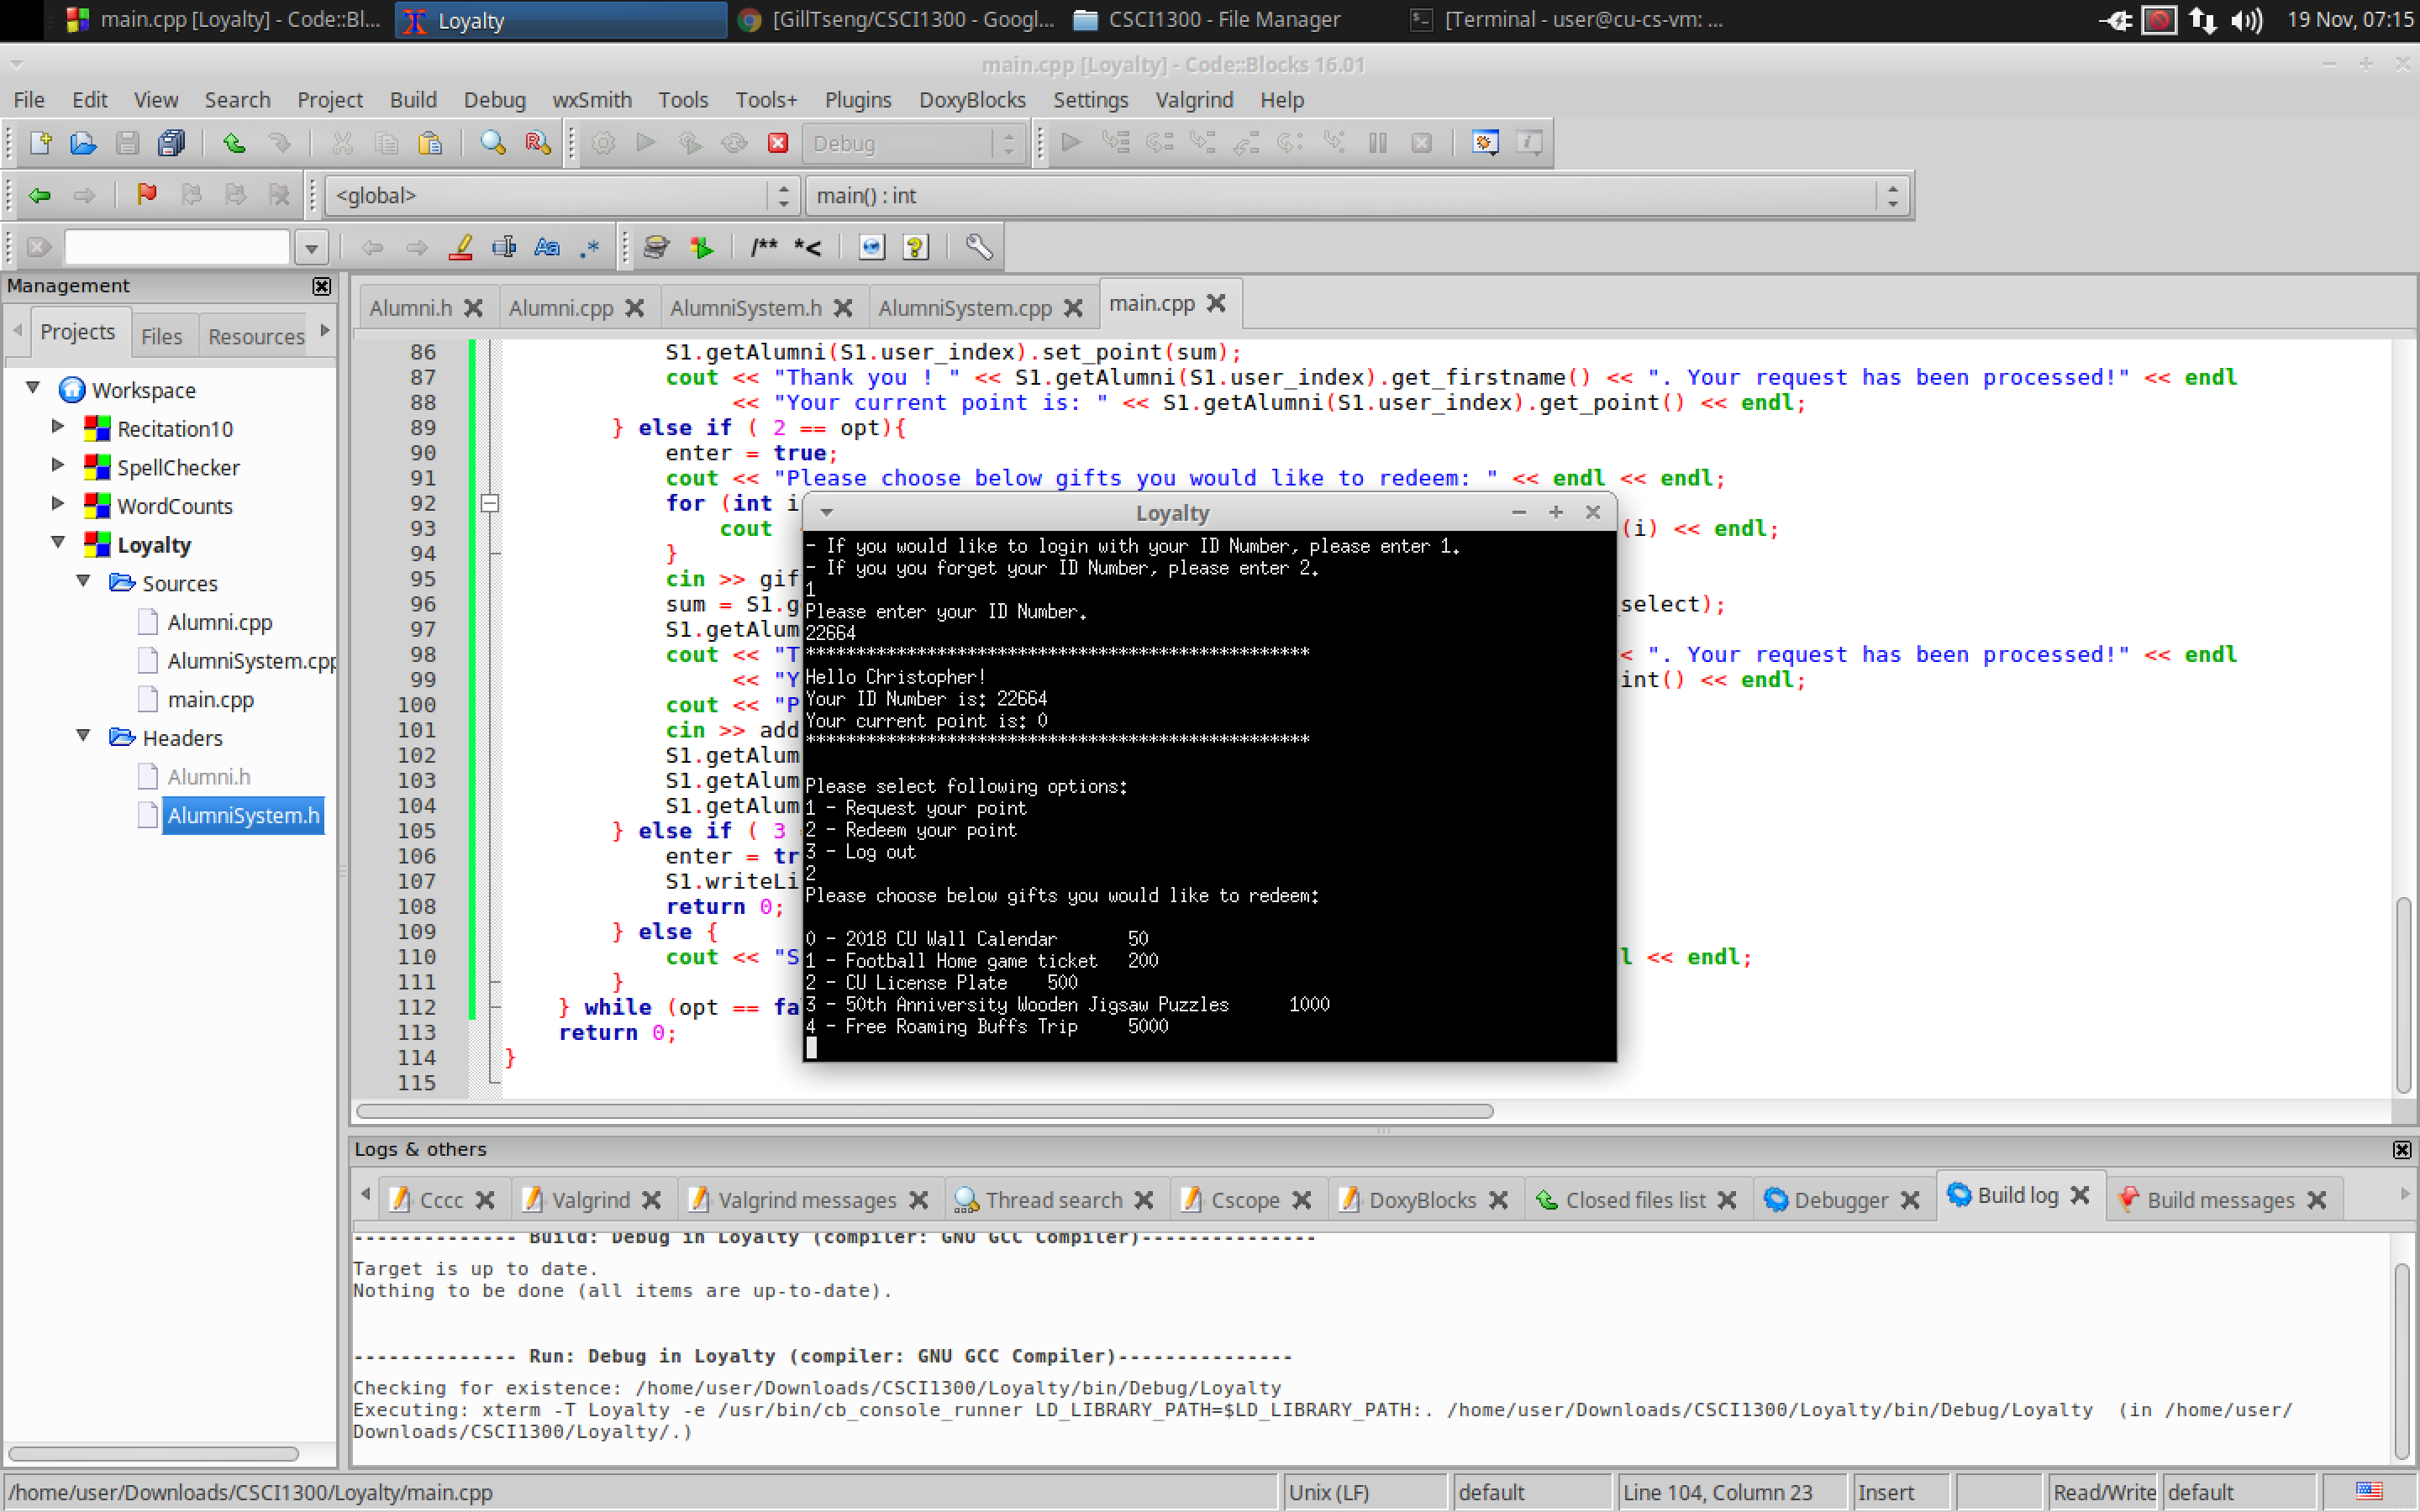 main.cpp [Loyalty] - Code::Bl...
Loyalty
[GillTseng/CSCI1300 - Googl...
CSCI1300 - File Manager
[Terminal - user@cu-cs-vm: ...
19 Nov, 07:15
main.cpp [Loyalty] - Code::Blocks 16.01
File Edit View Search Project Build Debug wxSmith Tools Tools+ Plugins DoxyBlocks Settings Valgrind Help
Debug
<global>
main() : int
/** *<
Management
Projects Files Resources
Workspace
Recitation10
SpellChecker
WordCounts
Loyalty
Sources
Alumni.cpp
AlumniSystem.cpp
main.cpp
Headers
Alumni.h
AlumniSystem.h
Alumni.h Alumni.cpp AlumniSystem.h AlumniSystem.cpp main.cpp
86 S1.getAlumni(S1.user_index).set_point(sum);
87 cout << "Thank you ! " << S1.getAlumni(S1.user_index).get_firstname() << ". Your request has been processed!" << endl
88 << "Your current point is: " << S1.getAlumni(S1.user_index).get_point() << endl;
89 } else if ( 2 == opt){
90 enter = true;
91 cout << "Please choose below gifts you would like to redeem: " << endl << endl;
92 for (int i
93 cout (i) << endl;
94 }
95 cin >> gif
96 sum = S1.g select);
97 S1.getAlum
98 cout << "T < ". Your request has been processed!" << endl
99 << "Y int() << endl;
100 cout << "P
101 cin >> add
102 S1.getAlum
103 S1.getAlum
104 S1.getAlum
105 } else if ( 3
106 enter = tr
107 S1.writeLi
108 return 0;
109 } else {
110 cout << "S l << endl;
111 }
112 } while (opt == fa
113 return 0;
114 }
115
Loyalty
- If you would like to login with your ID Number, please enter 1.
- If you you forget your ID Number, please enter 2.
1
Please enter your ID Number.
22664
**************************************************
Hello Christopher!
Your ID Number is: 22664
Your current point is: 0
**************************************************
Please select following options:
1 - Request your point
2 - Redeem your point
3 - Log out
2
Please choose below gifts you would like to redeem:
0 - 2018 CU Wall Calendar 50
1 - Football Home game ticket 200
2 - CU License Plate 500
3 - 50th Anniversity Wooden Jigsaw Puzzles 1000
4 - Free Roaming Buffs Trip 5000
Logs & others
Cccc Valgrind Valgrind messages Thread search Cscope DoxyBlocks Closed files list Debugger Build log Build messages
-------------- Build: Debug in Loyalty (compiler: GNU GCC Compiler)---------------
Target is up to date.
Nothing to be done (all items are up-to-date).
-------------- Run: Debug in Loyalty (compiler: GNU GCC Compiler)---------------
Checking for existence: /home/user/Downloads/CSCI1300/Loyalty/bin/Debug/Loyalty
Executing: xterm -T Loyalty -e /usr/bin/cb_console_runner LD_LIBRARY_PATH=$LD_LIBRARY_PATH:. /home/user/Downloads/CSCI1300/Loyalty/bin/Debug/Loyalty (in /home/user/
Downloads/CSCI1300/Loyalty/.)
/home/user/Downloads/CSCI1300/Loyalty/main.cpp
Unix (LF)
default
Line 104, Column 23
Insert
Read/Write
default